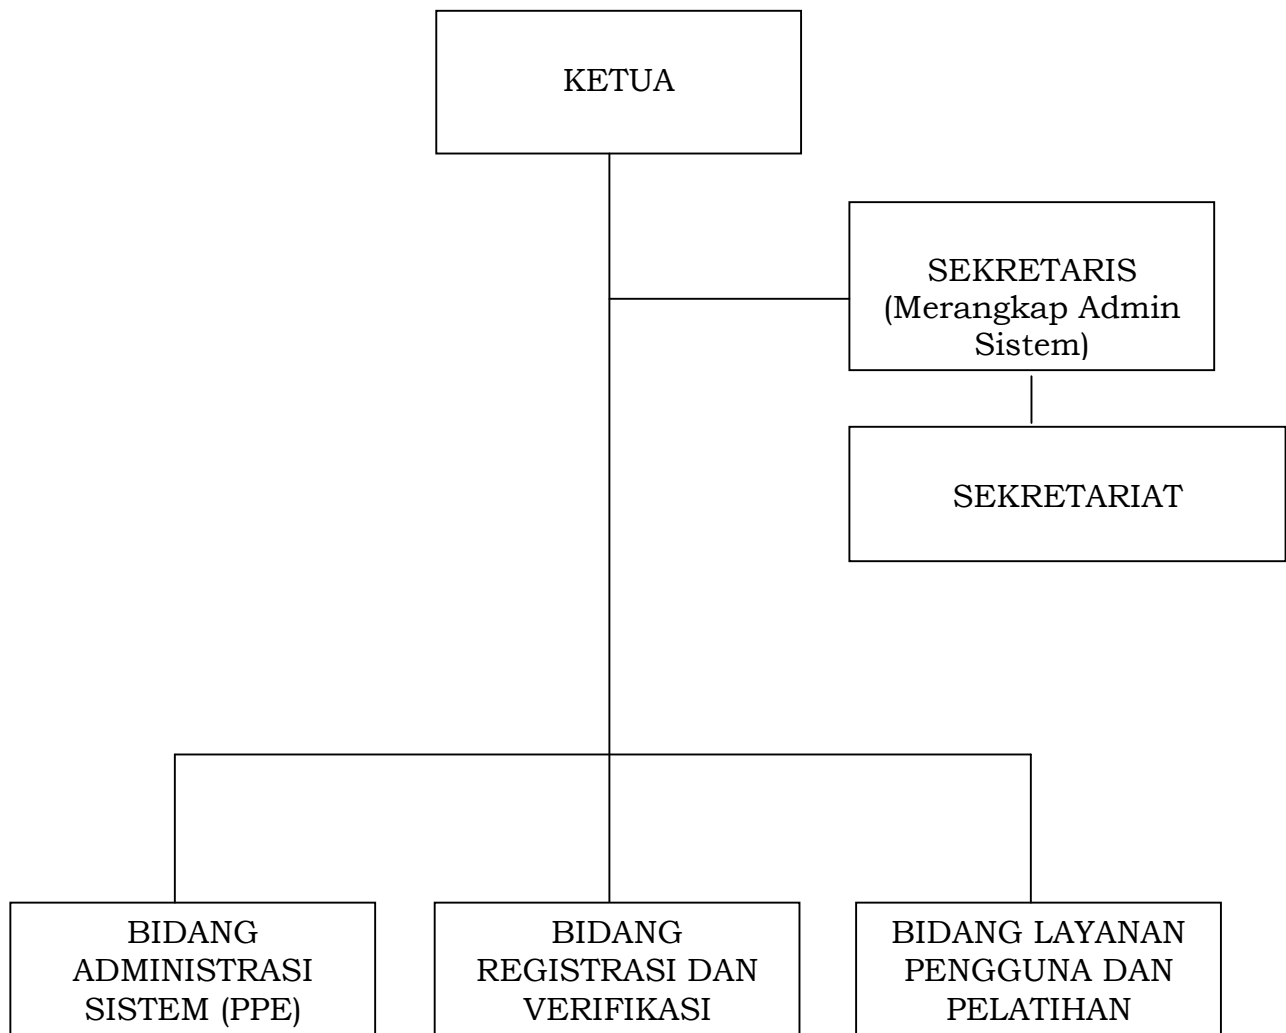 KETUA
SEKRETARIS
(Merangkap Admin
Sistem)
SEKRETARIAT
BIDANG
ADMINISTRASI
SISTEM (PPE)
BIDANG
REGISTRASI DAN
VERIFIKASI
BIDANG LAYANAN
PENGGUNA DAN
PELATIHAN